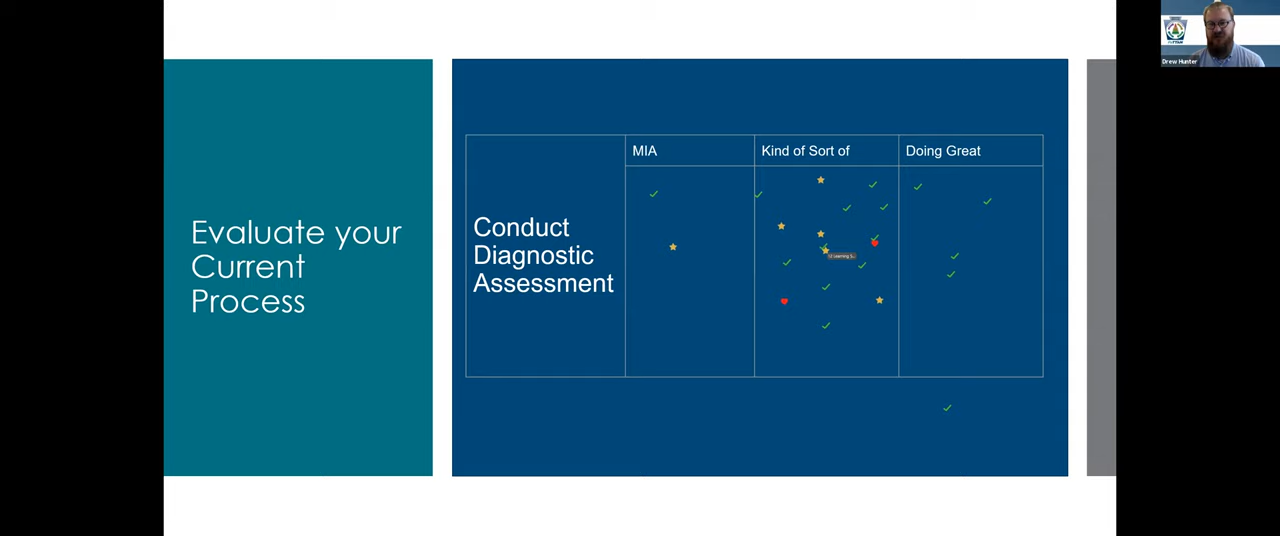 Evaluate your
Current
Process
MIA
Kind of Sort of
Doing Great
Conduct
Diagnostic
Assessment
Drew Hunter